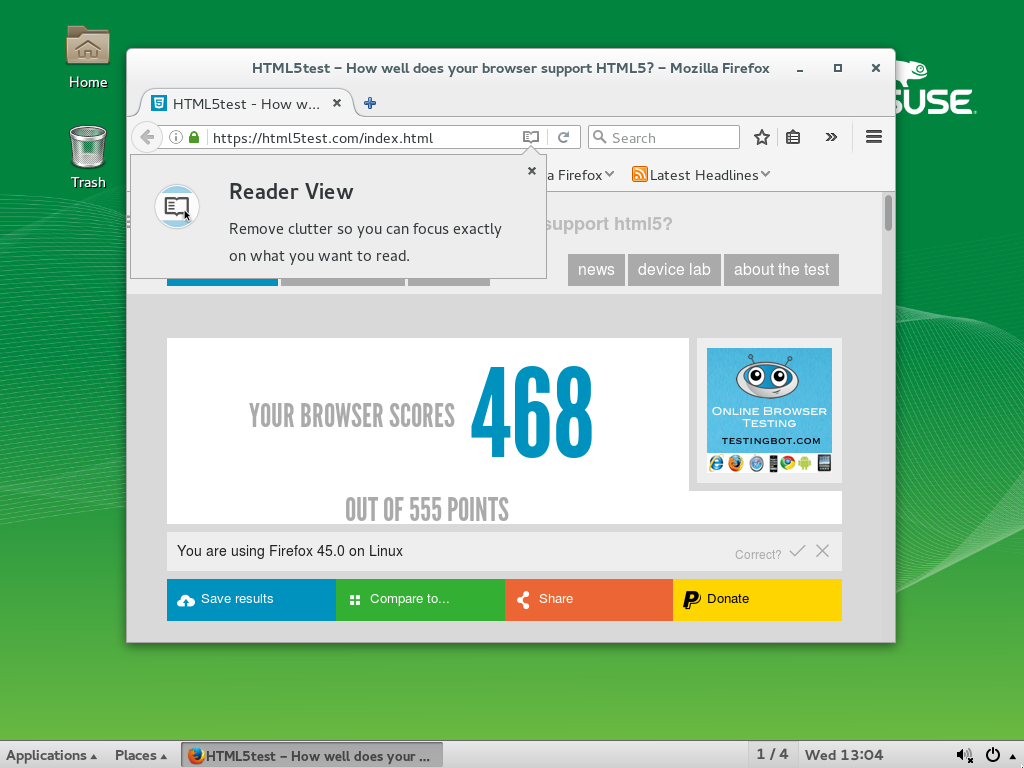 Home
Trash
SUSE
HTML5test – How well does your browser support HTML5? – Mozilla Firefox
HTML5test - How w...
https://html5test.com/index.html
Search
a Firefox
Latest Headlines
Reader View
Remove clutter so you can focus exactly
on what you want to read.
support html5?
news
device lab
about the test
YOUR BROWSER SCORES 468
OUT OF 555 POINTS
ONLINE BROWSER
TESTING
TESTINGBOT.COM
You are using Firefox 45.0 on Linux
Correct?
Save results
Compare to...
Share
Donate
Applications
Places
HTML5test – How well does your ...
1 / 4
Wed 13:04